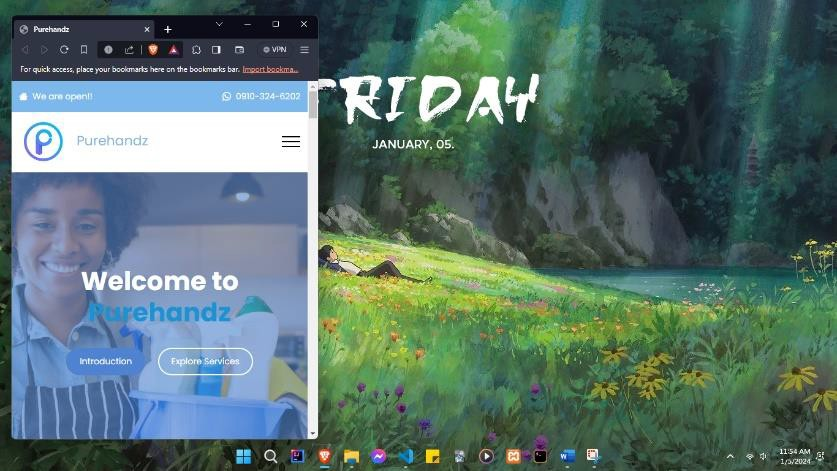 Purehandz
VPN
For quick access, place your bookmarks here on the bookmarks bar. Import bookma...
We are open!!
0910-324-6202
Purehandz
Welcome to
Purehandz
Introduction
Explore Services
FRIDAY
JANUARY, 05.
11:54 AM
1/5/2024